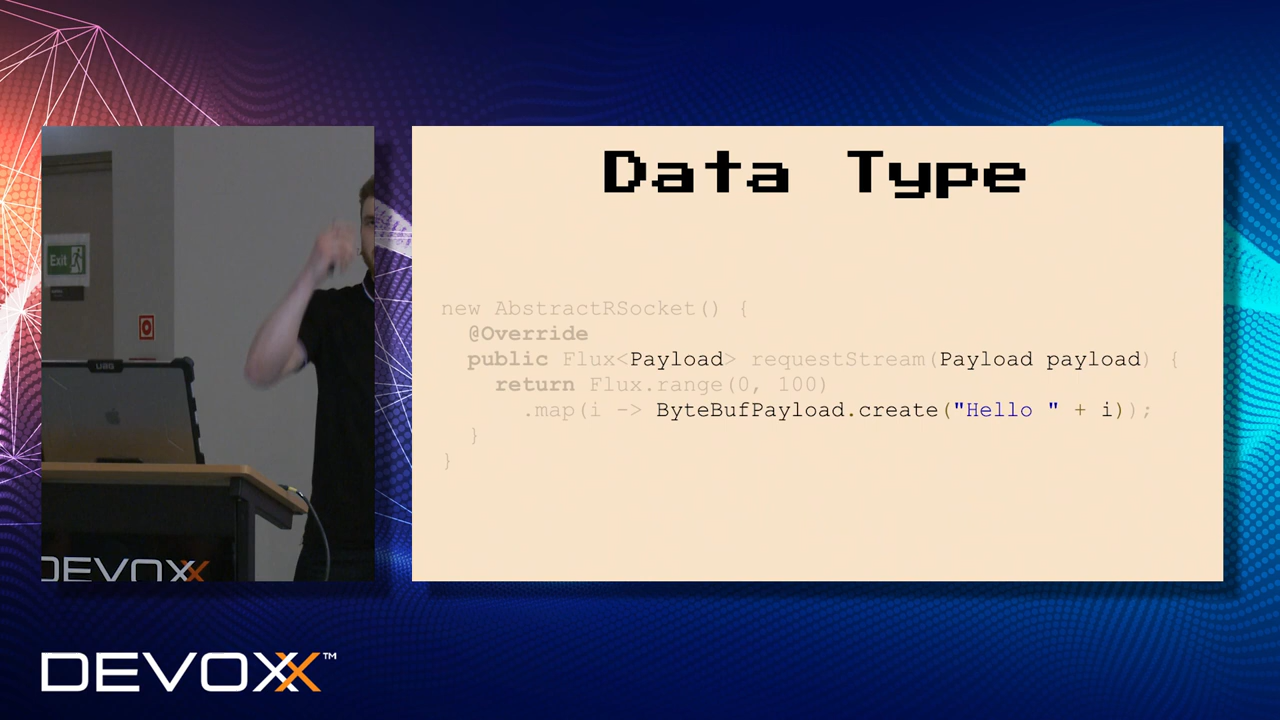 Data Type
new AbstractRSocket() {
@Override
public Flux<Payload> requestStream(Payload payload) {
return Flux.range(0, 100)
.map(i -> ByteBufPayload.create("Hello " + i));
}
}
Exit
UAG
DEVOXX
DEVOXX™